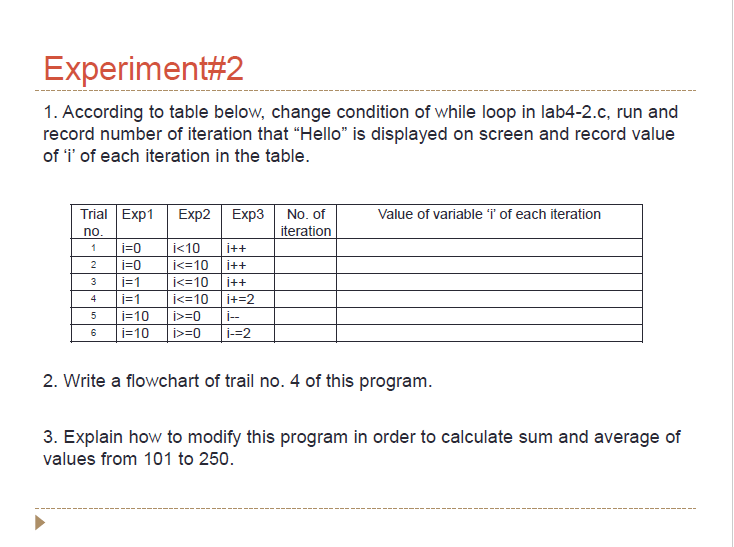 Experiment#2
1. According to table below, change condition of while loop in lab4-2.c, run and
record number of iteration that “Hello” is displayed on screen and record value
of ‘i’ of each iteration in the table.
Trial no. Exp1 Exp2 Exp3 No. of iteration Value of variable ‘i’ of each iteration
1 i=0 i<10 i++
2 i=0 i<=10 i++
3 i=1 i<=10 i++
4 i=1 i<=10 i+=2
5 i=10 i>=0 i--
6 i=10 i>=0 i-=2
2. Write a flowchart of trail no. 4 of this program.
3. Explain how to modify this program in order to calculate sum and average of
values from 101 to 250.